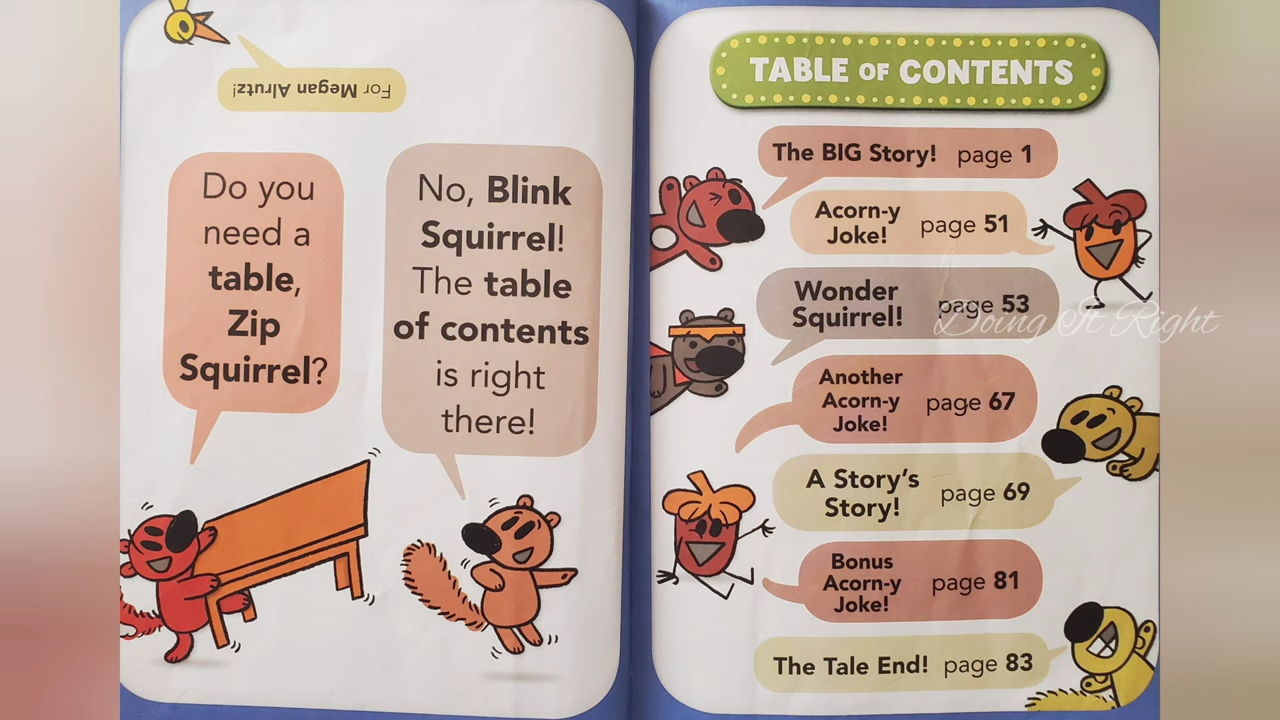 For Megan Alrutz!
Do you
need a
table,
Zip
Squirrel?
No, Blink
Squirrel!
The table
of contents
is right
there!
TABLE OF CONTENTS
The BIG Story! page 1
Acorn-y
Joke! page 51
Wonder
Squirrel! page 53
Another
Acorn-y
Joke! page 67
A Story's
Story! page 69
Bonus
Acorn-y
Joke! page 81
The Tale End! page 83
Doing It Right